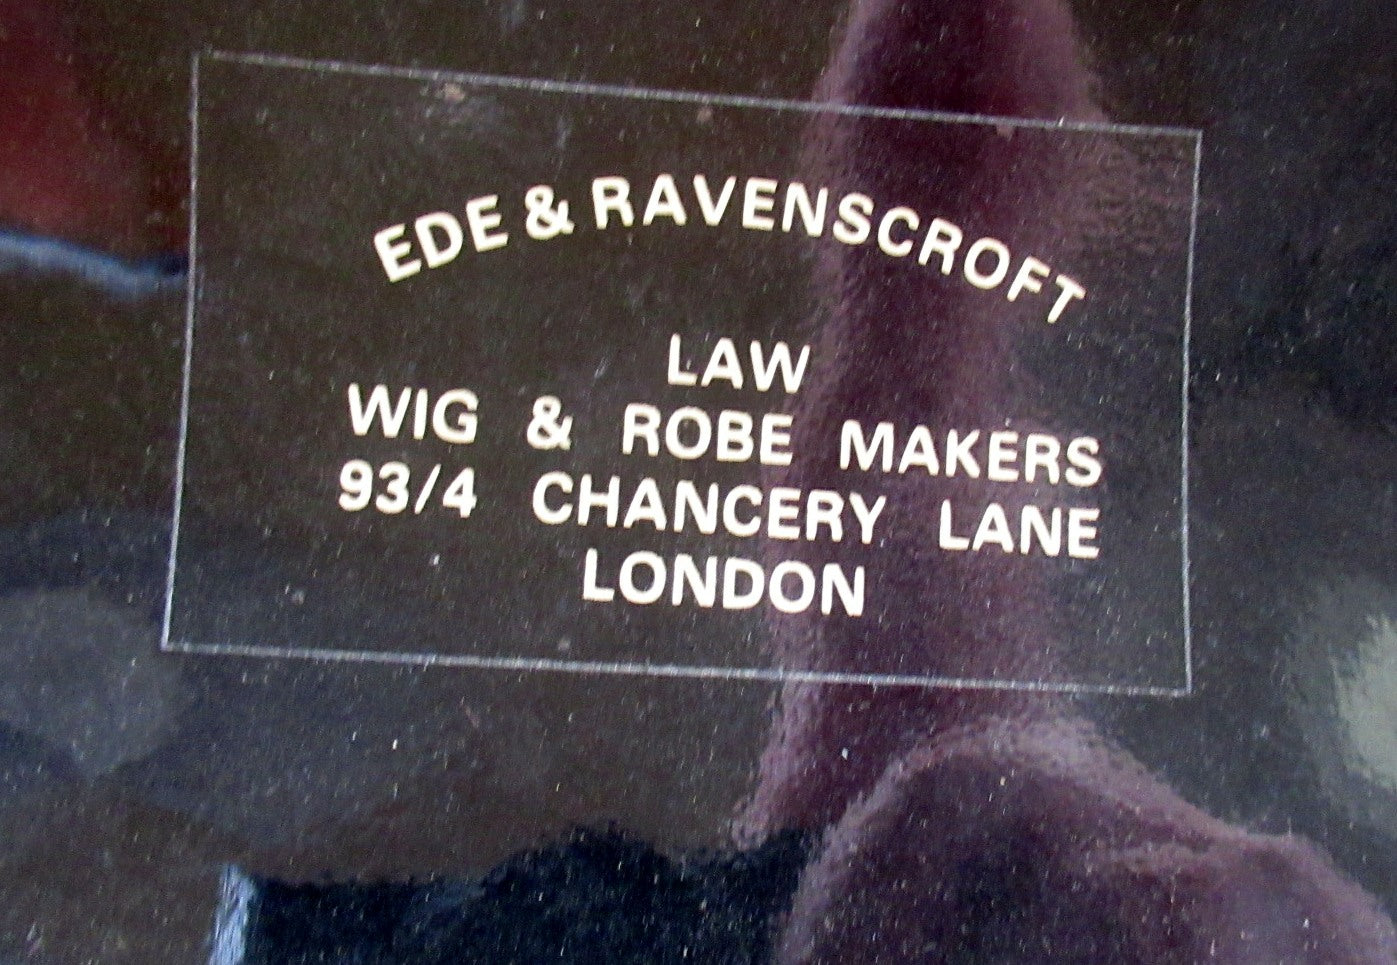 EDE & RAVENSCROFT
LAW
WIG & ROBE MAKERS
93/4 CHANCERY LANE
LONDON